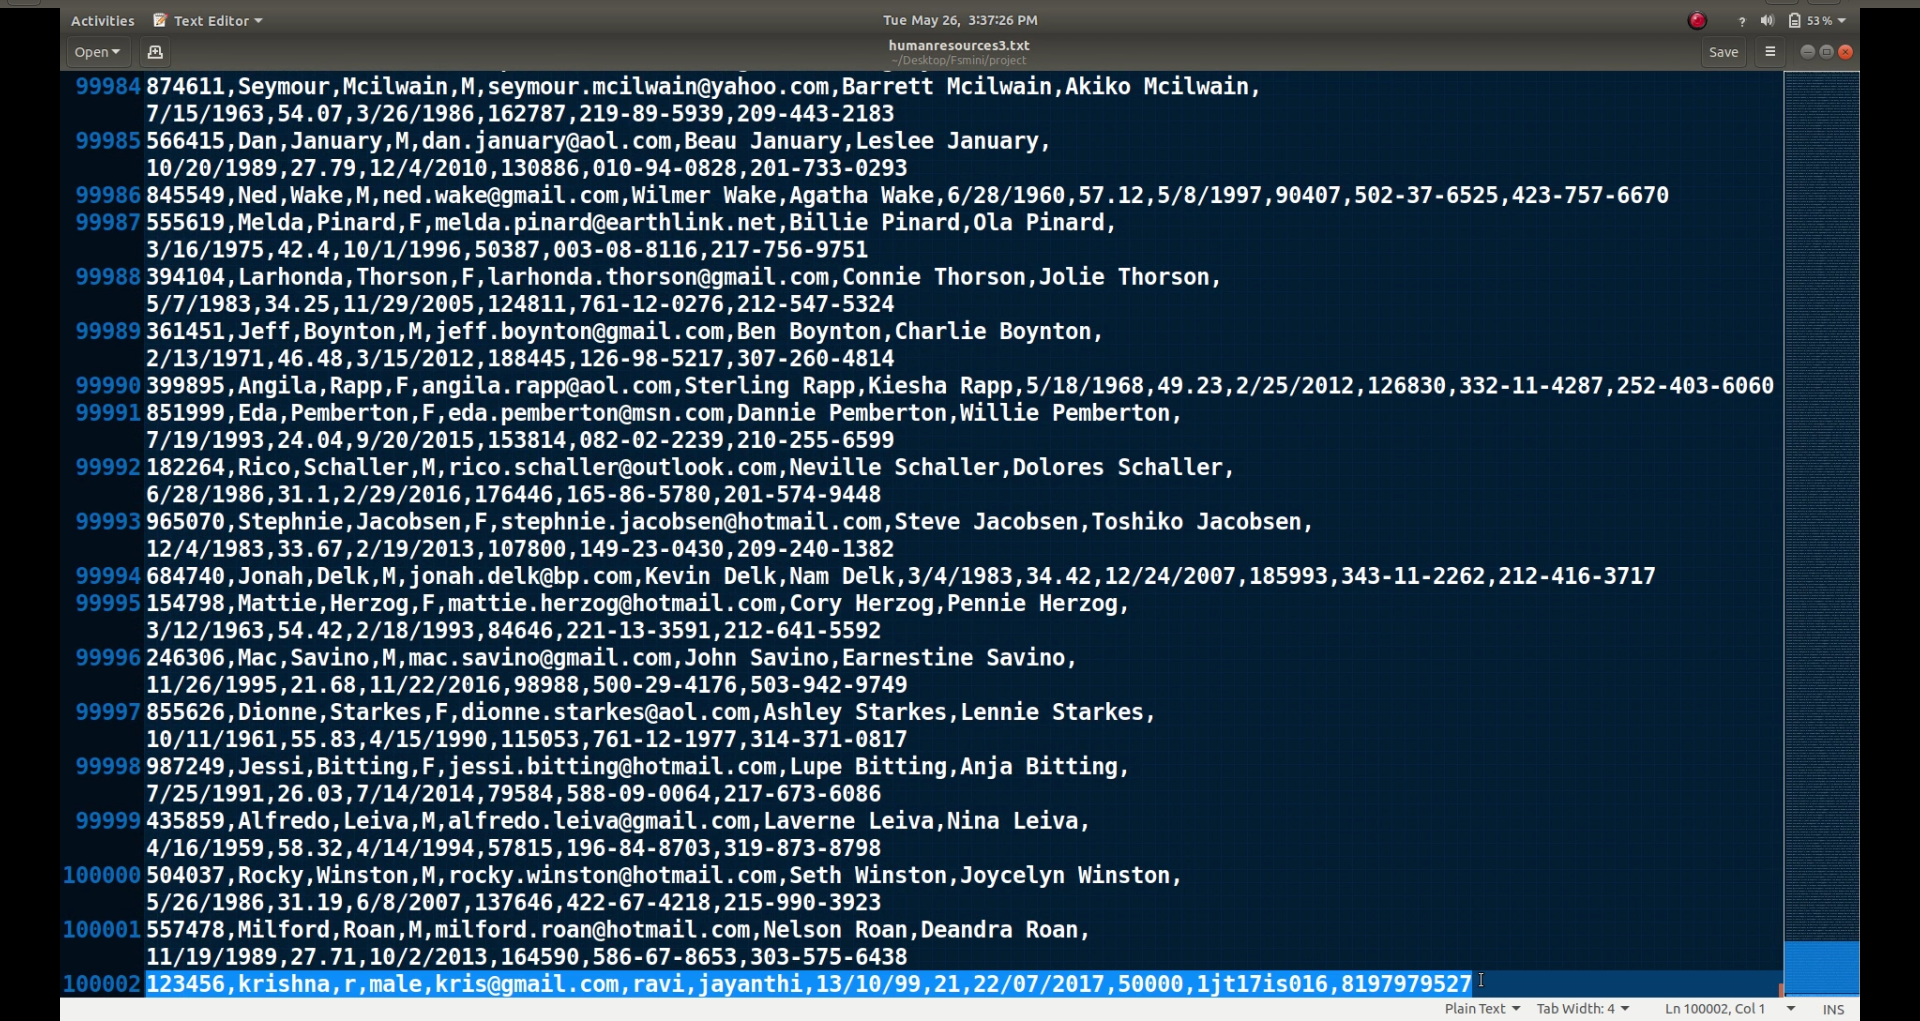 Activities Text Editor Tue May 26, 3:37:26 PM ? 53 %
Open humanresources3.txt Save
~/Desktop/Fsmini/project
99984 874611,Seymour,Mcilwain,M,seymour.mcilwain@yahoo.com,Barrett Mcilwain,Akiko Mcilwain,
7/15/1963,54.07,3/26/1986,162787,219-89-5939,209-443-2183
99985 566415,Dan,January,M,dan.january@aol.com,Beau January,Leslee January,
10/20/1989,27.79,12/4/2010,130886,010-94-0828,201-733-0293
99986 845549,Ned,Wake,M,ned.wake@gmail.com,Wilmer Wake,Agatha Wake,6/28/1960,57.12,5/8/1997,90407,502-37-6525,423-757-6670
99987 555619,Melda,Pinard,F,melda.pinard@earthlink.net,Billie Pinard,Ola Pinard,
3/16/1975,42.4,10/1/1996,50387,003-08-8116,217-756-9751
99988 394104,Larhonda,Thorson,F,larhonda.thorson@gmail.com,Connie Thorson,Jolie Thorson,
5/7/1983,34.25,11/29/2005,124811,761-12-0276,212-547-5324
99989 361451,Jeff,Boynton,M,jeff.boynton@gmail.com,Ben Boynton,Charlie Boynton,
2/13/1971,46.48,3/15/2012,188445,126-98-5217,307-260-4814
99990 399895,Angila,Rapp,F,angila.rapp@aol.com,Sterling Rapp,Kiesha Rapp,5/18/1968,49.23,2/25/2012,126830,332-11-4287,252-403-6060
99991 851999,Eda,Pemberton,F,eda.pemberton@msn.com,Dannie Pemberton,Willie Pemberton,
7/19/1993,24.04,9/20/2015,153814,082-02-2239,210-255-6599
99992 182264,Rico,Schaller,M,rico.schaller@outlook.com,Neville Schaller,Dolores Schaller,
6/28/1986,31.1,2/29/2016,176446,165-86-5780,201-574-9448
99993 965070,Stephnie,Jacobsen,F,stephnie.jacobsen@hotmail.com,Steve Jacobsen,Toshiko Jacobsen,
12/4/1983,33.67,2/19/2013,107800,149-23-0430,209-240-1382
99994 684740,Jonah,Delk,M,jonah.delk@bp.com,Kevin Delk,Nam Delk,3/4/1983,34.42,12/24/2007,185993,343-11-2262,212-416-3717
99995 154798,Mattie,Herzog,F,mattie.herzog@hotmail.com,Cory Herzog,Pennie Herzog,
3/12/1963,54.42,2/18/1993,84646,221-13-3591,212-641-5592
99996 246306,Mac,Savino,M,mac.savino@gmail.com,John Savino,Earnestine Savino,
11/26/1995,21.68,11/22/2016,98988,500-29-4176,503-942-9749
99997 855626,Dionne,Starkes,F,dionne.starkes@aol.com,Ashley Starkes,Lennie Starkes,
10/11/1961,55.83,4/15/1990,115053,761-12-1977,314-371-0817
99998 987249,Jessi,Bitting,F,jessi.bitting@hotmail.com,Lupe Bitting,Anja Bitting,
7/25/1991,26.03,7/14/2014,79584,588-09-0064,217-673-6086
99999 435859,Alfredo,Leiva,M,alfredo.leiva@gmail.com,Laverne Leiva,Nina Leiva,
4/16/1959,58.32,4/14/1994,57815,196-84-8703,319-873-8798
100000 504037,Rocky,Winston,M,rocky.winston@hotmail.com,Seth Winston,Joycelyn Winston,
5/26/1986,31.19,6/8/2007,137646,422-67-4218,215-990-3923
100001 557478,Milford,Roan,M,milford.roan@hotmail.com,Nelson Roan,Deandra Roan,
11/19/1989,27.71,10/2/2013,164590,586-67-8653,303-575-6438
100002 123456,krishna,r,male,kris@gmail.com,ravi,jayanthi,13/10/99,21,22/07/2017,50000,1jt17is016,8197979527
Plain Text Tab Width: 4 Ln 100002, Col 1 INS